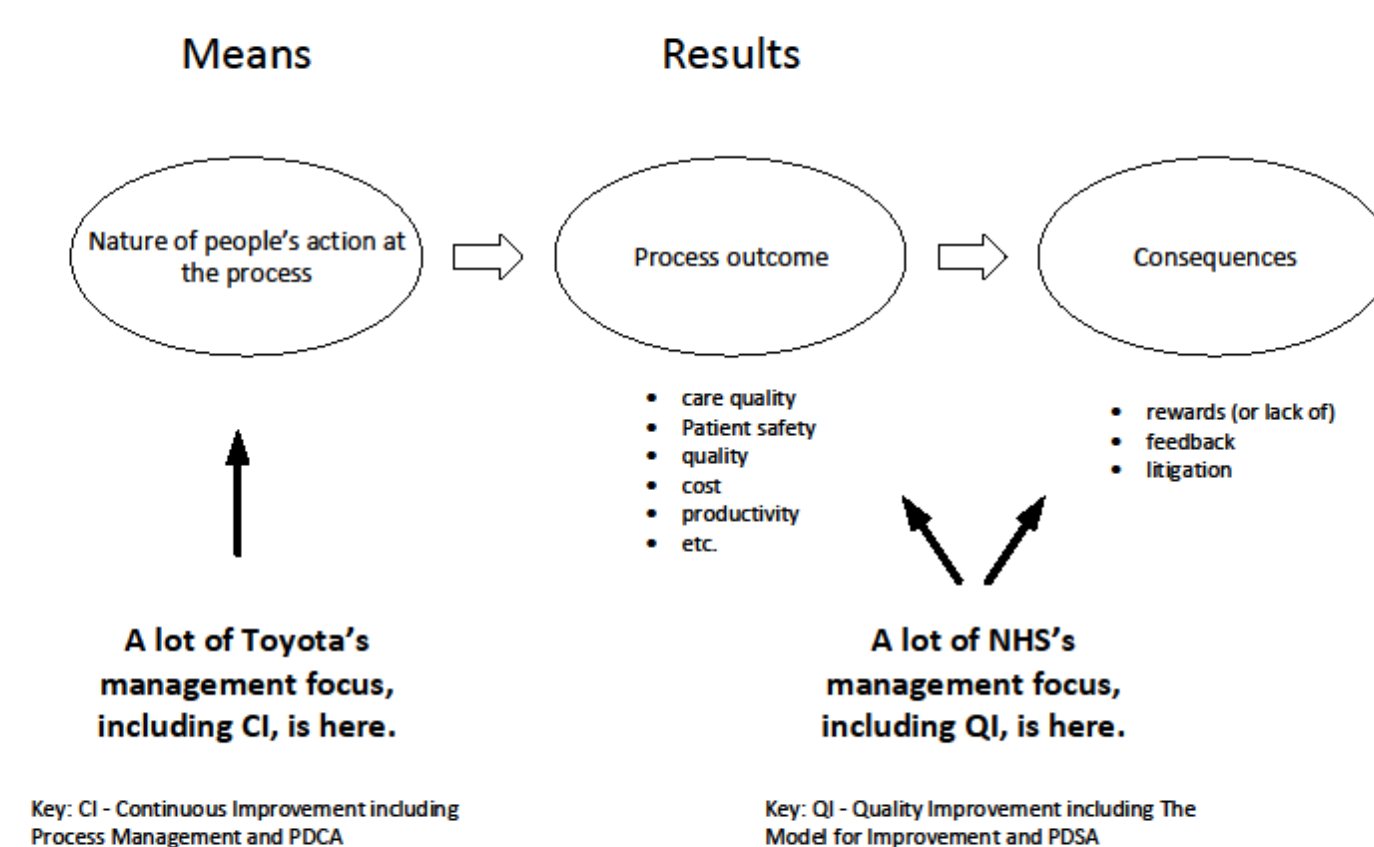 Means
Results
Nature of people's action at
the process
Process outcome
Consequences
• care quality
• Patient safety
• quality
• cost
• productivity
• etc.
• rewards (or lack of)
• feedback
• litigation
A lot of Toyota's
management focus,
including CI, is here.
A lot of NHS's
management focus,
including QI, is here.
Key: CI - Continuous Improvement including
Process Management and PDCA
Key: QI - Quality Improvement including The
Model for Improvement and PDSA